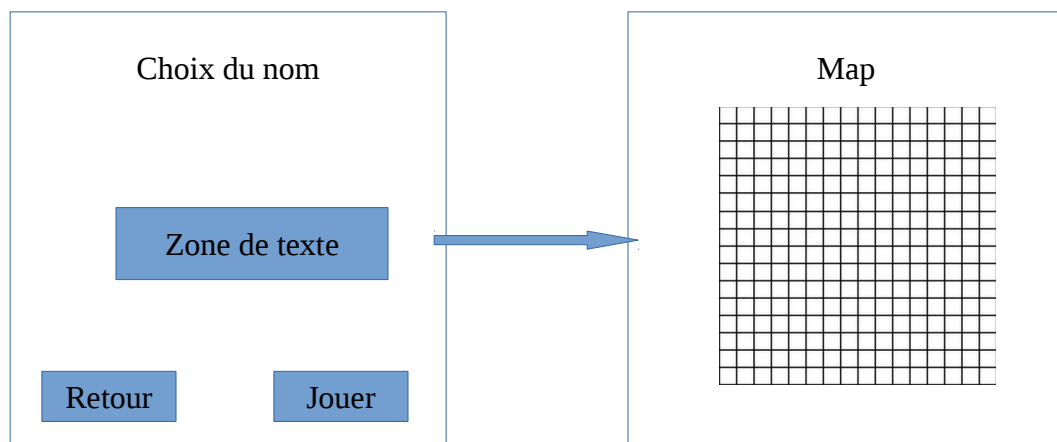 Choix du nom
Zone de texte
Retour
Jouer
Map